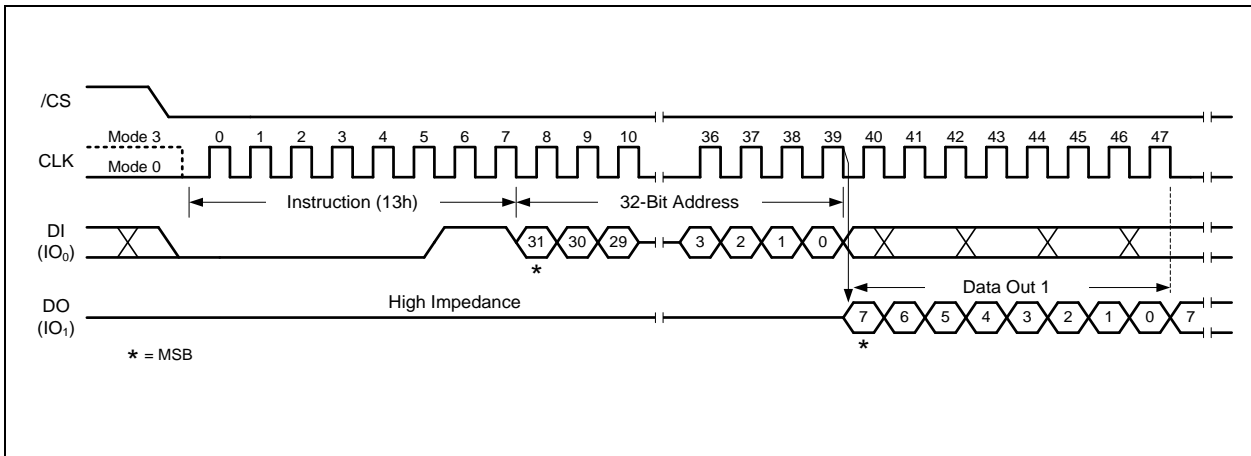 /CS
Mode 3 0 1 2 3 4 5 6 7 8 9 10 36 37 38 39 40 41 42 43 44 45 46 47
CLK
Mode 0
Instruction (13h) 32-Bit Address
DI
(IO₀)
31 30 29 3 2 1 0
*
High Impedance Data Out 1
DO
(IO₁)
7 6 5 4 3 2 1 0 7
*
* = MSB